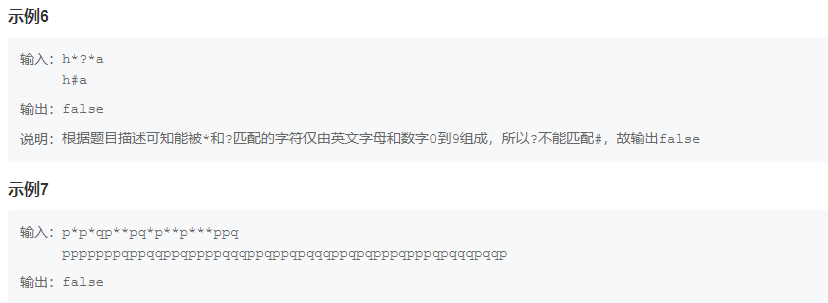 示例6
输入：h*?*a
h#a
输出：false
说明：根据题目描述可知能被*和?匹配的字符仅由英文字母和数字0到9组成，所以?不能匹配#，故输出false
示例7
输入：p*p*qp**pq*p**p***ppq
pppppppqppqqppqppppqqqppqppqpqqqppqpqpppqpppqpqqqpqqp
输出：false